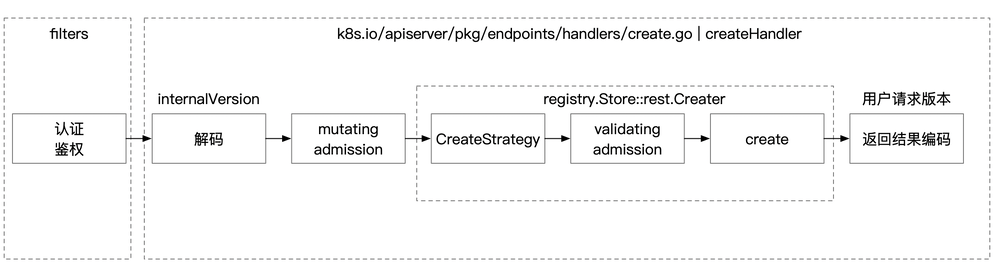 filters
k8s.io/apiserver/pkg/endpoints/handlers/create.go | createHandler
internalVersion
registry.Store::rest.Creater
用户请求版本
认证
鉴权
解码
mutating
admission
CreateStrategy
validating
admission
create
返回结果编码